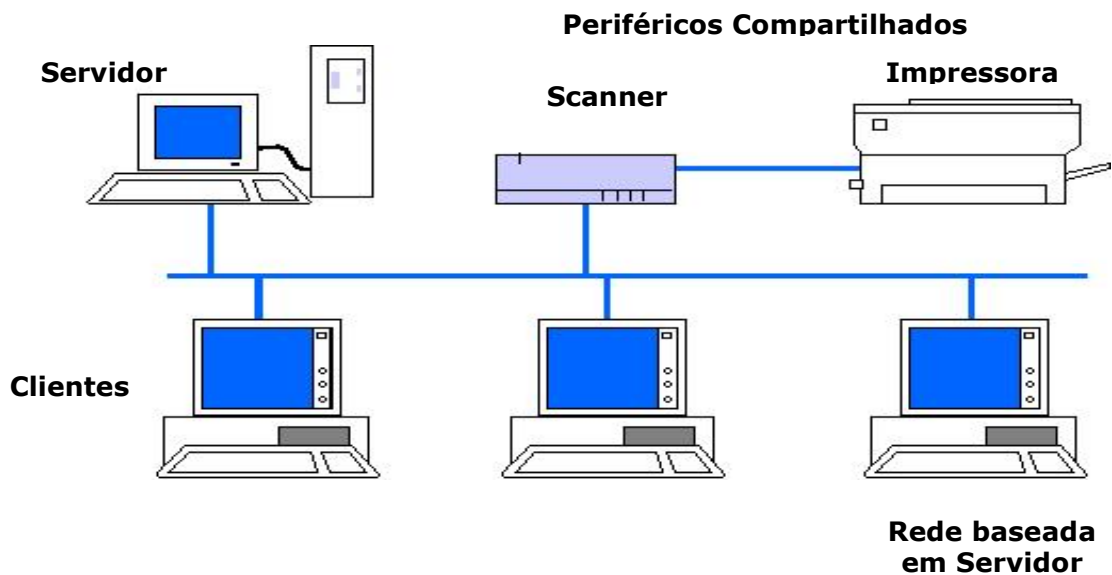 Periféricos Compartilhados
Servidor
Scanner
Impressora
Clientes
Rede baseada
em Servidor